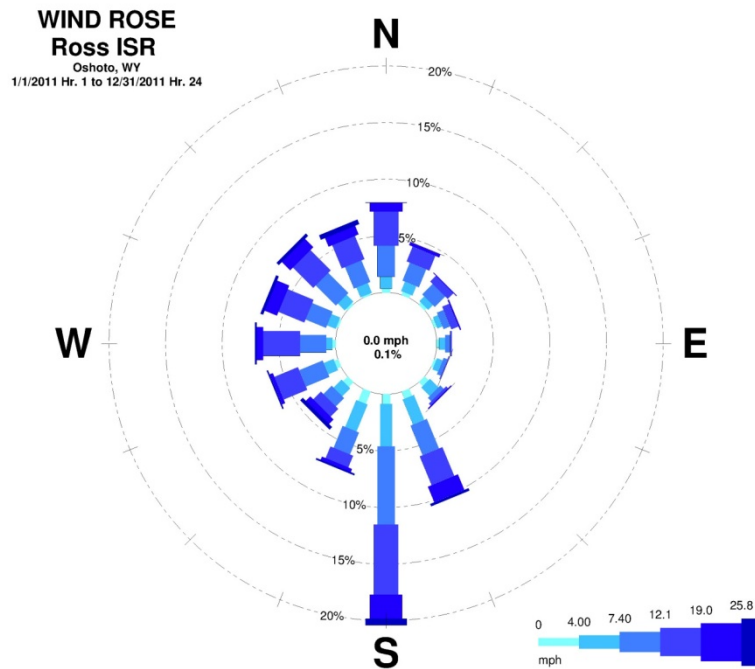 WIND ROSE
Ross ISR
Oshoto, WY
1/1/2011 Hr. 1 to 12/31/2011 Hr. 24
N
20%
15%
10%
5%
W
0.0 mph
0.1%
E
5%
10%
15%
20%
S
0 4.00 7.40 12.1 19.0 25.8
mph